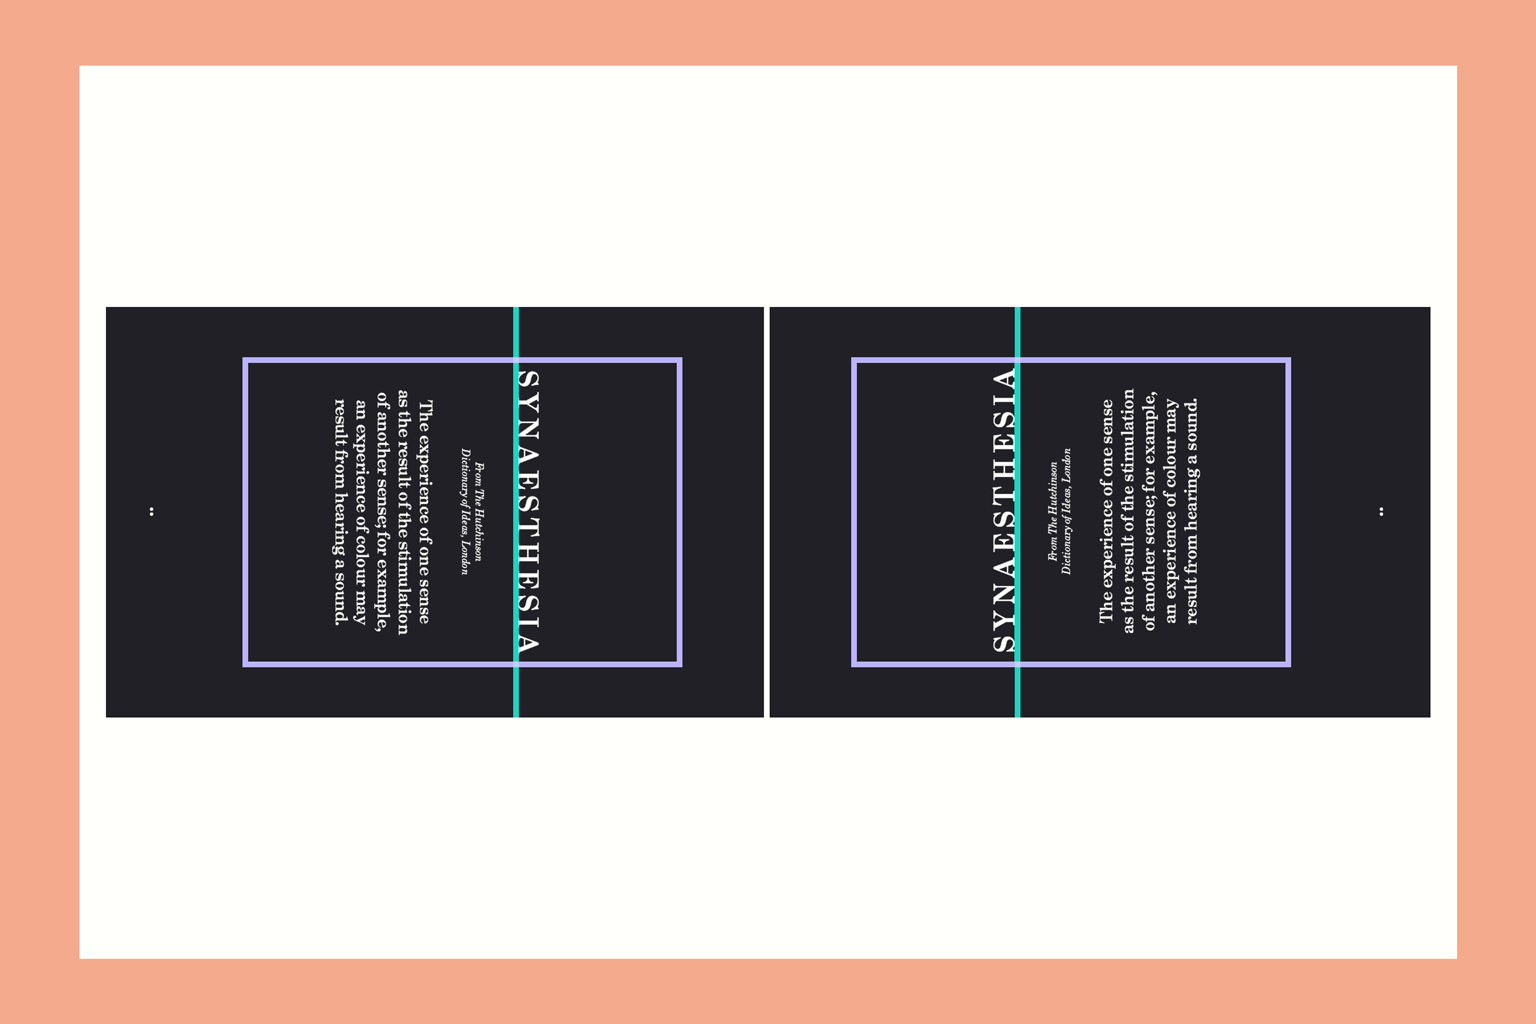 SYNAESTHESIA
From The Hutchinson
Dictionary of Ideas, London
The experience of one sense
as the result of the stimulation
of another sense; for example,
an experience of colour may
result from hearing a sound.
..
SYNAESTHESIA
From The Hutchinson
Dictionary of Ideas, London
The experience of one sense
as the result of the stimulation
of another sense; for example,
an experience of colour may
result from hearing a sound.
..